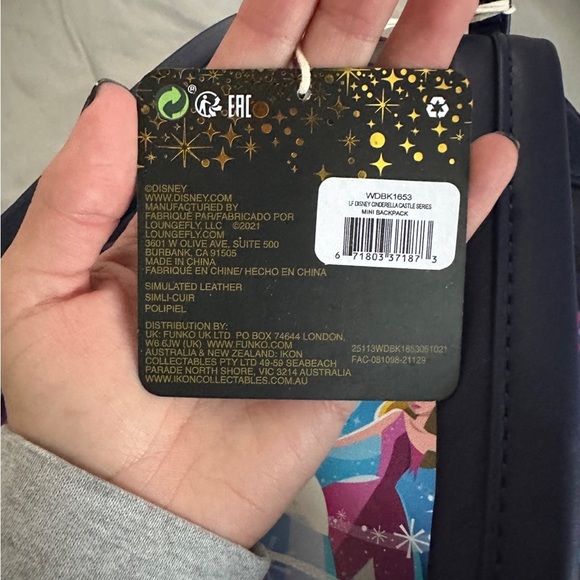 EAC
©DISNEY
WWW.DISNEY.COM
MANUFACTURED BY
FABRIQUÉ PAR/FABRICADO POR
LOUNGEFLY, LLC ©2021
LOUNGEFLY.COM
3601 W OLIVE AVE, SUITE 500
BURBANK, CA 91505
MADE IN CHINA
FABRIQUÉ EN CHINE/ HECHO EN CHINA
SIMULATED LEATHER
SIMLI-CUIR
POLIPIEL
DISTRIBUTION BY:
UK: FUNKO UK LTD PO BOX 74644 LONDON,
W6 6JW (UK) WWW.FUNKO.COM
AUSTRALIA & NEW ZEALAND: IKON
COLLECTABLES PTY LTD 49-59 SEABEACH
PARADE NORTH SHORE, VIC 3214 AUSTRALIA
WWW.IKONCOLLECTABLES.COM.AU
WDBK1653
LF DISNEY CINDERELLA CASTLE SERIES
MINI BACKPACK
6 71803 37187 3
25113WDBK1653051021
FAC-081098-21129